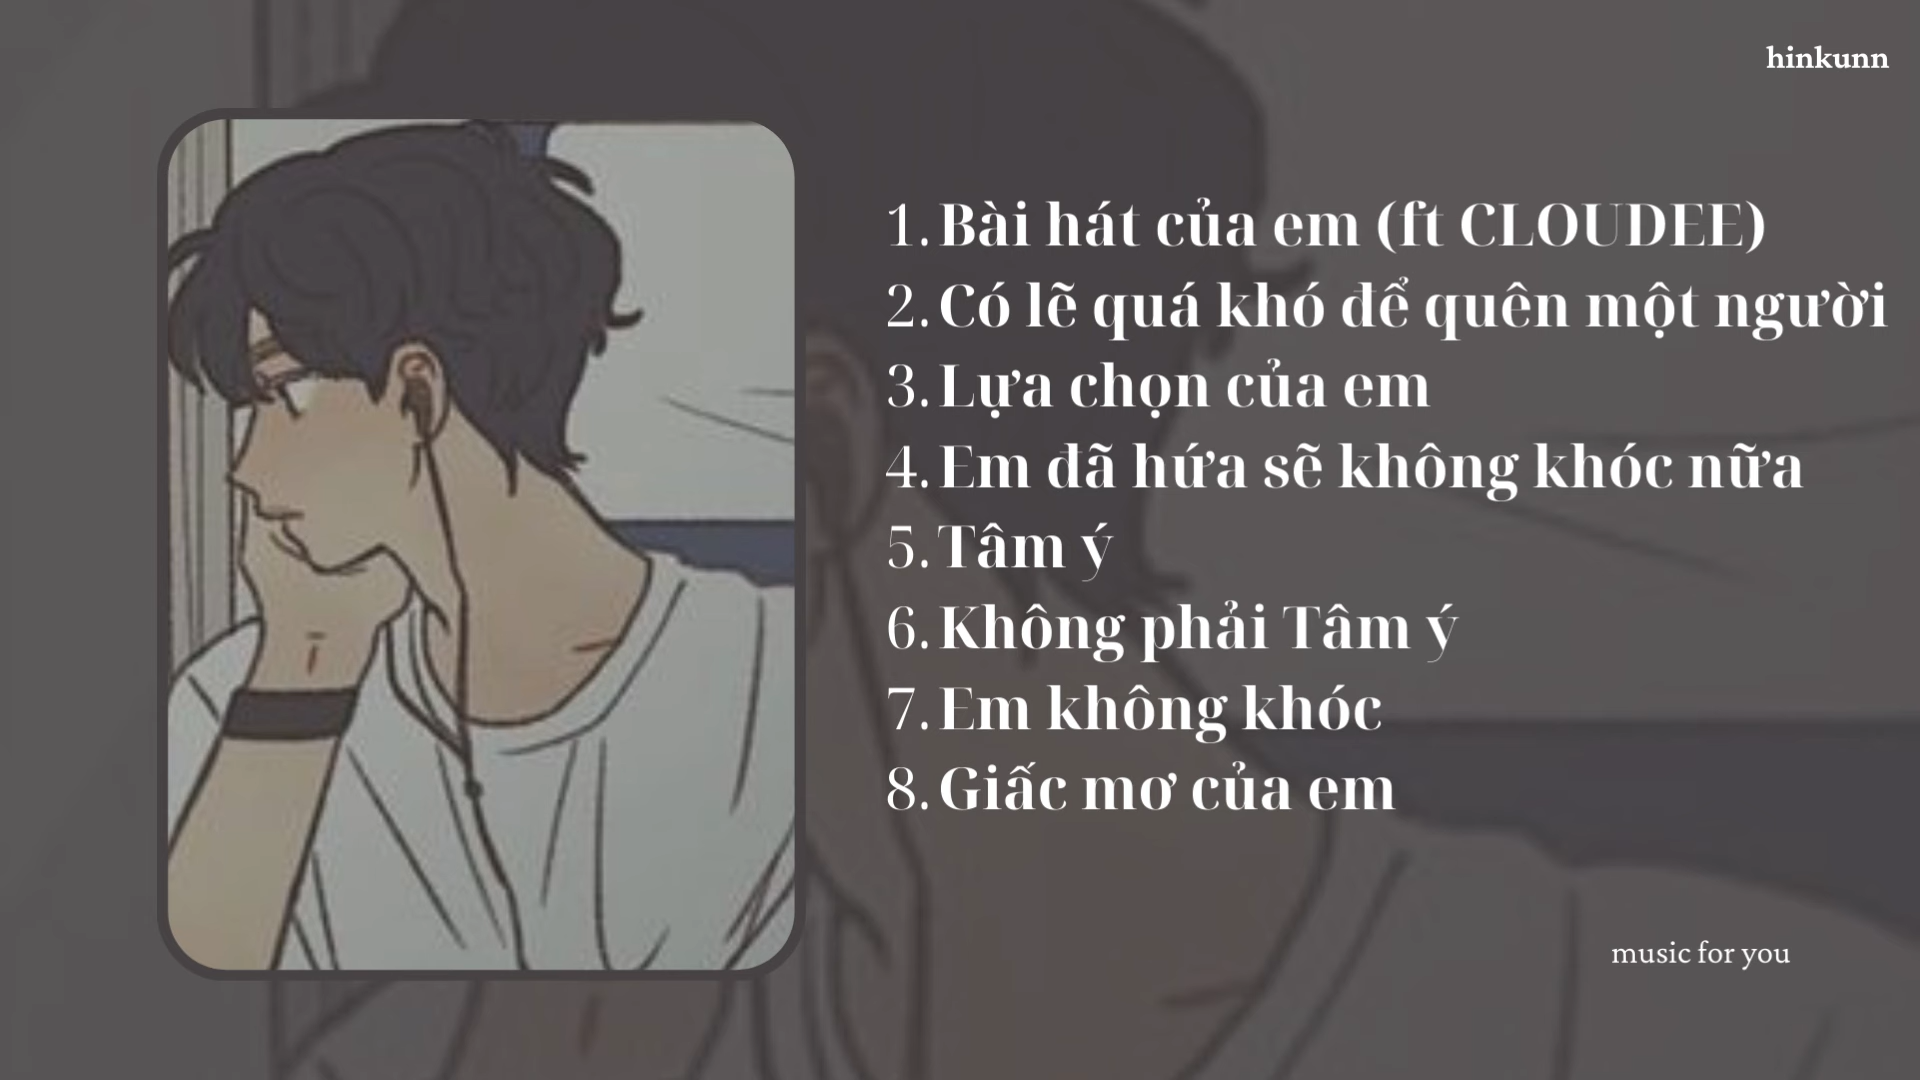 hinkunn
1. Bài hát của em (ft CLOUDEE)
2. Có lẽ quá khó để quên một người
3. Lựa chọn của em
4. Em đã hứa sẽ không khóc nữa
5. Tâm ý
6. Không phải Tâm ý
7. Em không khóc
8. Giấc mơ của em
music for you